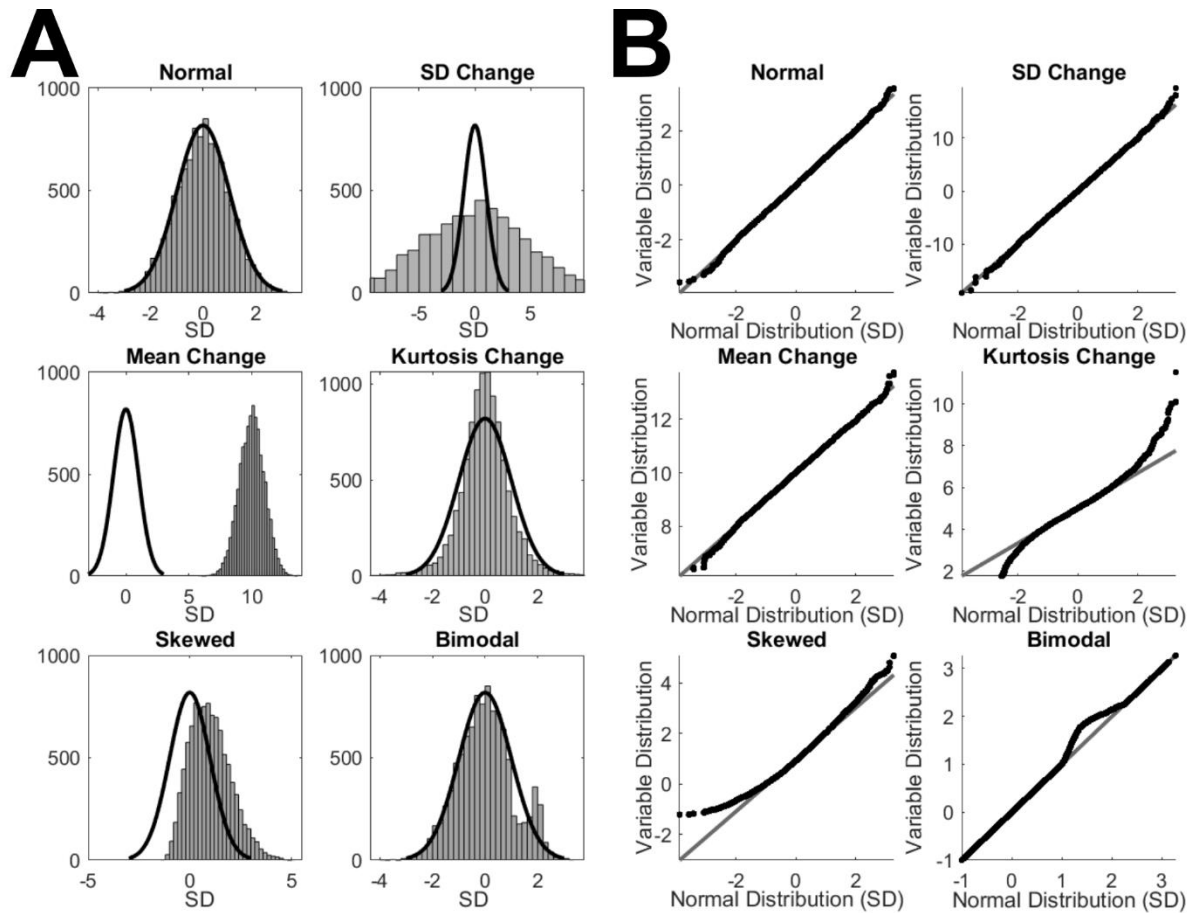 A
B
Normal
SD Change
1000
500
0
-4
-2
0
2
SD
1000
500
0
-5
0
5
SD
Normal
SD Change
Variable Distribution
2
0
-2
-2
0
2
Normal Distribution (SD)
Variable Distribution
10
0
-10
-2
0
2
Normal Distribution (SD)
Mean Change
Kurtosis Change
1000
500
0
0
5
10
SD
1000
500
0
-4
-2
0
2
SD
Mean Change
Kurtosis Change
Variable Distribution
12
10
8
-2
0
2
Normal Distribution (SD)
Variable Distribution
10
8
6
4
2
-2
0
2
Normal Distribution (SD)
Skewed
Bimodal
1000
500
0
-5
0
5
SD
1000
500
0
-4
-2
0
2
SD
Skewed
Bimodal
Variable Distribution
4
2
0
-2
-2
0
2
Normal Distribution (SD)
Variable Distribution
3
2
1
0
-1
-1
0
1
2
3
Normal Distribution (SD)